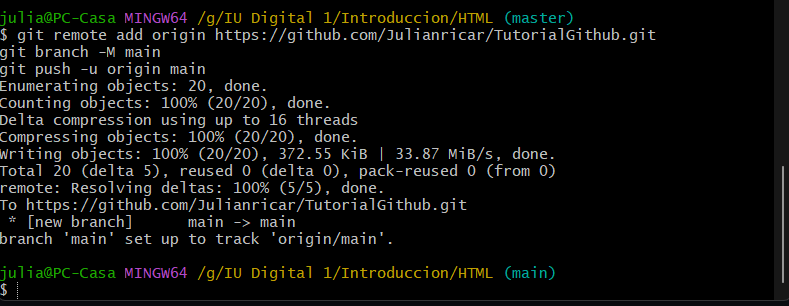 julia@PC-Casa MINGW64 /g/IU Digital 1/Introduccion/HTML (master)
$ git remote add origin https://github.com/Julianricar/TutorialGithub.git
git branch -M main
git push -u origin main
Enumerating objects: 20, done.
Counting objects: 100% (20/20), done.
Delta compression using up to 16 threads
Compressing objects: 100% (20/20), done.
Writing objects: 100% (20/20), 372.55 KiB | 33.87 MiB/s, done.
Total 20 (delta 5), reused 0 (delta 0), pack-reused 0 (from 0)
remote: Resolving deltas: 100% (5/5), done.
To https://github.com/Julianricar/TutorialGithub.git
 * [new branch]      main -> main
branch 'main' set up to track 'origin/main'.
julia@PC-Casa MINGW64 /g/IU Digital 1/Introduccion/HTML (main)
$